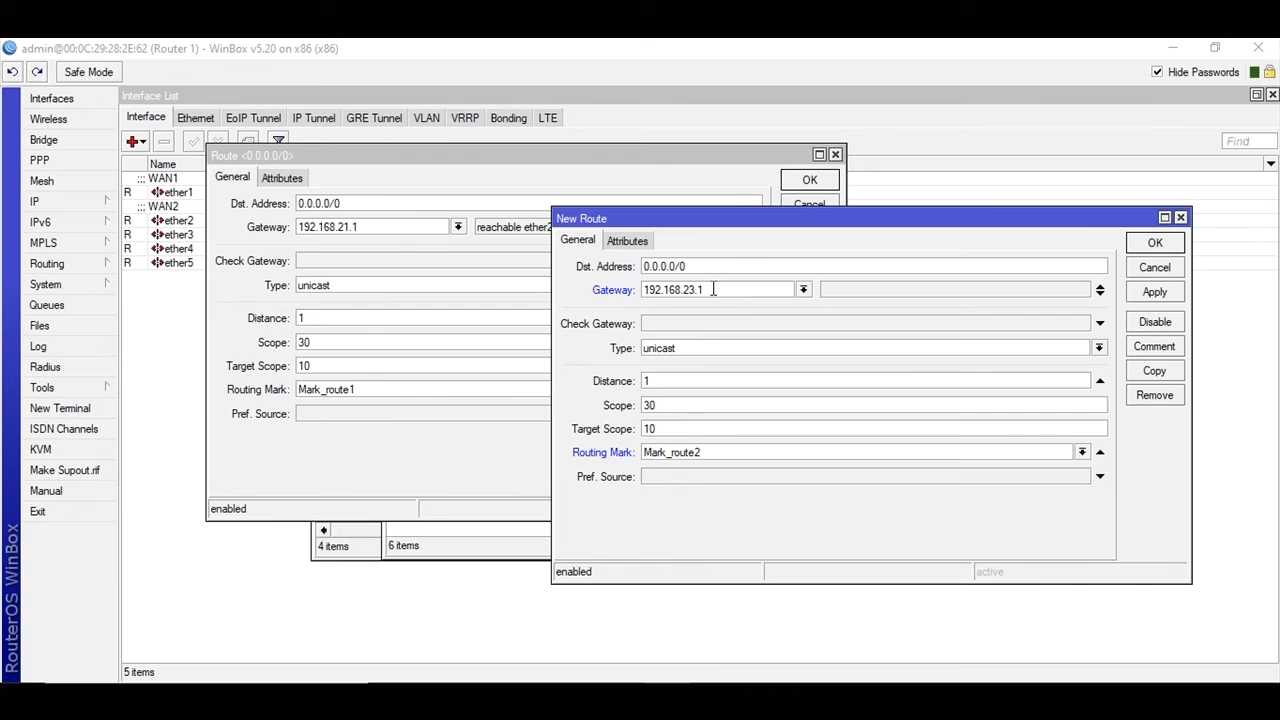 admin@00:0C:29:28:2E:62 (Router 1) - WinBox v5.20 on x86 (x86)
Safe Mode
Hide Passwords
Interfaces
Wireless
Bridge
PPP
Mesh
IP
IPv6
MPLS
Routing
System
Queues
Files
Log
Radius
Tools
New Terminal
ISDN Channels
KVM
Make Supout.rif
Manual
Exit
RouterOS WinBox
Interface List
Interface Ethernet EoIP Tunnel IP Tunnel GRE Tunnel VLAN VRRP Bonding LTE
Find
Name
::: WAN1
R ether1
::: WAN2
R ether2
R ether3
R ether4
R ether5
5 items
Route <0.0.0.0/0>
General Attributes
OK
Cancel
Dst. Address: 0.0.0.0/0
Gateway: 192.168.21.1 reachable ether2
Check Gateway:
Type: unicast
Distance: 1
Scope: 30
Target Scope: 10
Routing Mark: Mark_route1
Pref. Source:
enabled
4 items
6 items
New Route
General Attributes
Dst. Address: 0.0.0.0/0
Gateway: 192.168.23.1
Check Gateway:
Type: unicast
Distance: 1
Scope: 30
Target Scope: 10
Routing Mark: Mark_route2
Pref. Source:
OK
Cancel
Apply
Disable
Comment
Copy
Remove
enabled
active